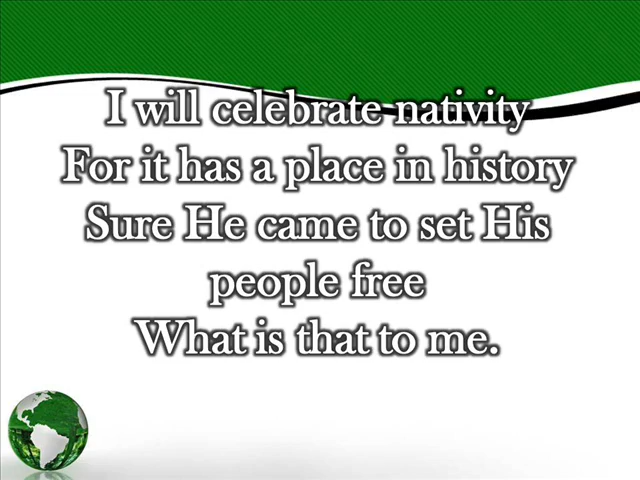 I will celebrate nativity
For it has a place in history
Sure He came to set His
people free
What is that to me.